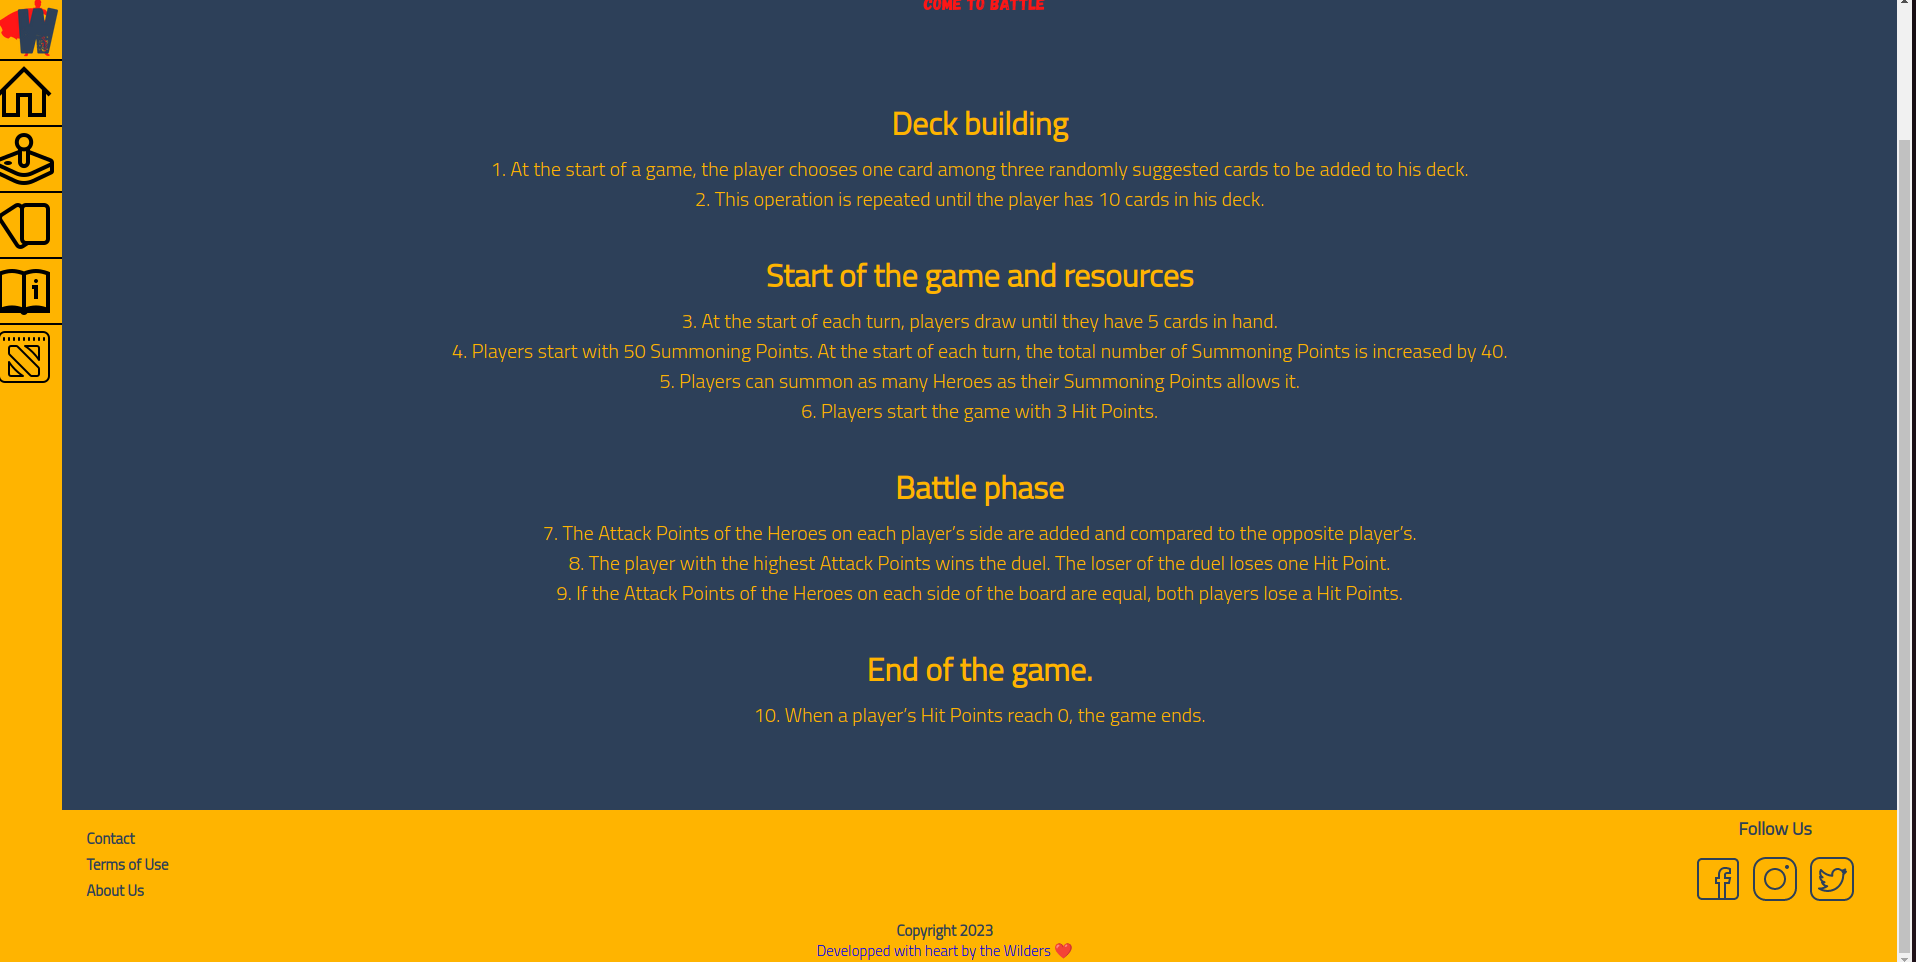 COME TO BATTLE
Deck building
1. At the start of a game, the player chooses one card among three randomly suggested cards to be added to his deck.
2. This operation is repeated until the player has 10 cards in his deck.
Start of the game and resources
3. At the start of each turn, players draw until they have 5 cards in hand.
4. Players start with 50 Summoning Points. At the start of each turn, the total number of Summoning Points is increased by 40.
5. Players can summon as many Heroes as their Summoning Points allows it.
6. Players start the game with 3 Hit Points.
Battle phase
7. The Attack Points of the Heroes on each player’s side are added and compared to the opposite player’s.
8. The player with the highest Attack Points wins the duel. The loser of the duel loses one Hit Point.
9. If the Attack Points of the Heroes on each side of the board are equal, both players lose a Hit Points.
End of the game.
10. When a player’s Hit Points reach 0, the game ends.
Contact
Terms of Use
About Us
Follow Us
Copyright 2023
Developped with heart by the Wilders ❤️